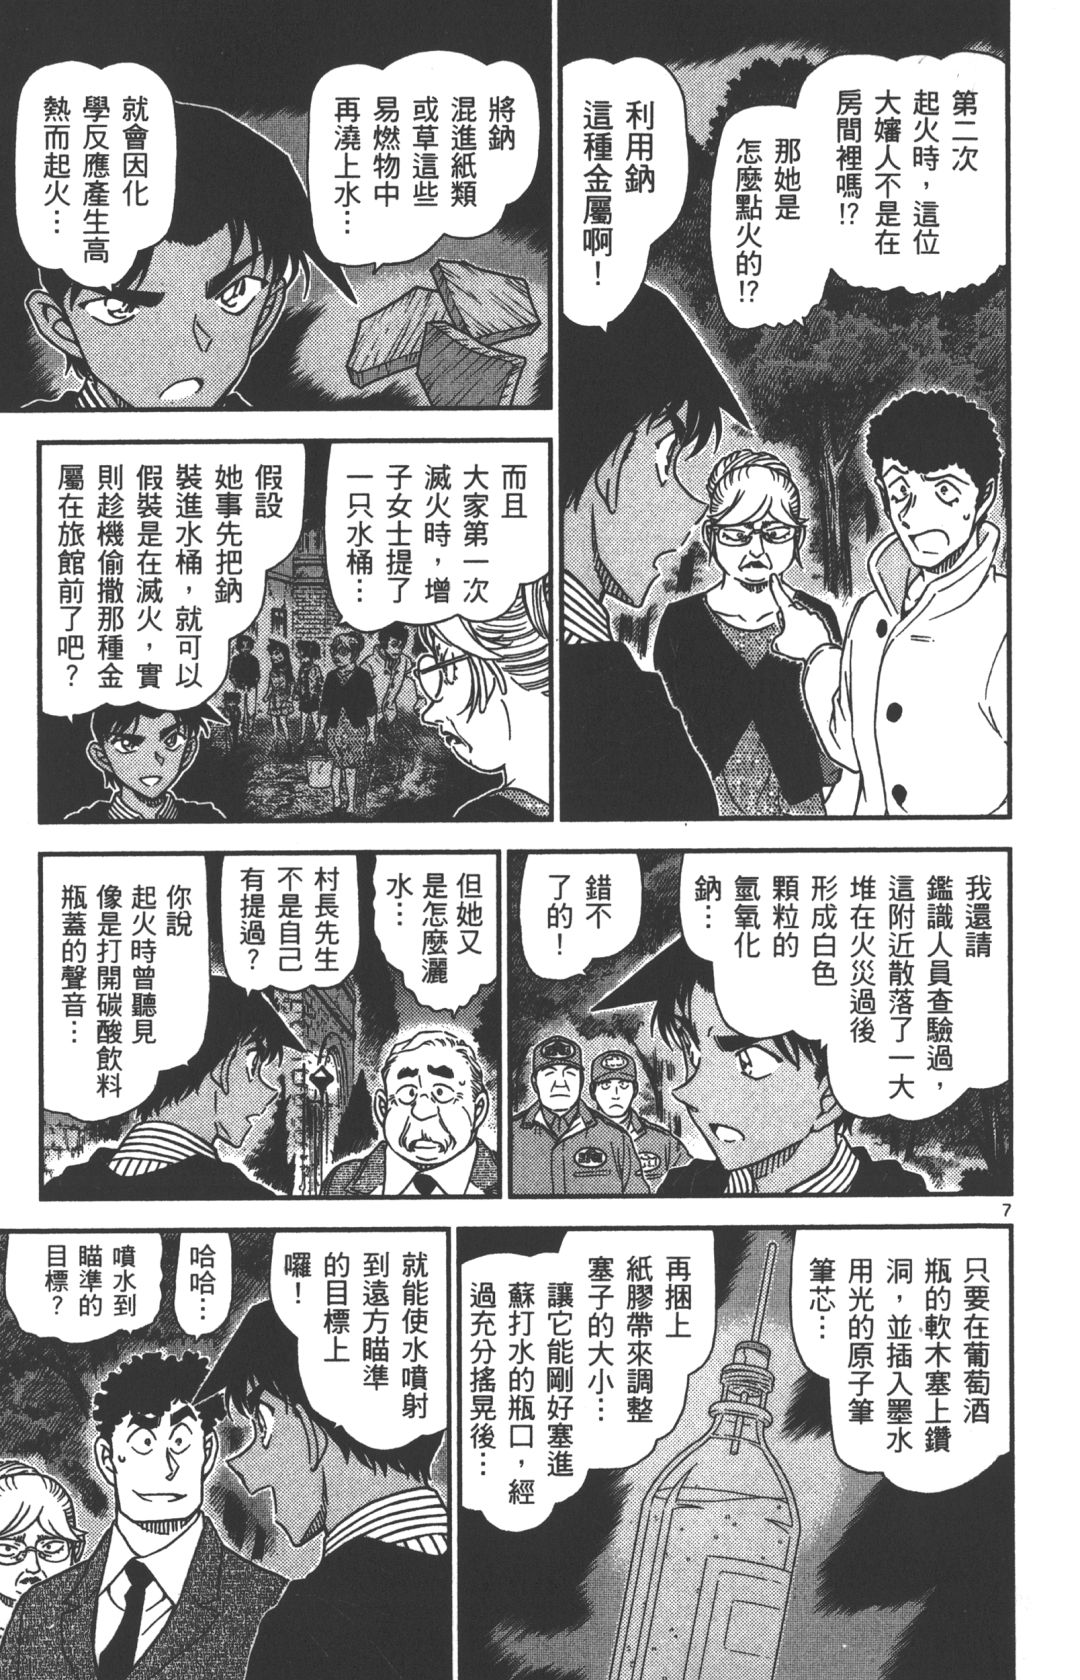 第二次
起火時，這位
大嬸人不是在
房間裡嗎!?
那她是
怎麼點火的!?
利用鈉
這種金屬啊！
將鈉
混進紙類
或草這些
易燃物中
再澆上水…
就會因化
學反應產生高
熱而起火…
而且
大家第一次
滅火時，增
子女士提了
一只水桶…
假設
她事先把鈉
裝進水桶，就可以
假裝是在滅火，實
則趁機偷撒那種金
屬在旅館前了吧？
我還請
鑑識人員查驗過，
這附近散落了一大
堆在火災過後
形成白色
顆粒的
氫氧化
鈉…
錯不
了的！
但她又
是怎麼灑
水…
村長先生
不是自己
有提過？
你說
起火時曾聽見
像是打開碳酸飲料
瓶蓋的聲音…
7
只要在葡萄酒
瓶的軟木塞上鑽
洞，並插入墨水
用光的原子筆
筆芯…
再捆上
紙膠帶來調整
塞子的大小…
讓它能剛好塞進
蘇打水的瓶口，經
過充分搖晃後…
就能使水噴射
到遠方瞄準
的目標上
囉！
哈哈…
噴水到
瞄準的
目標？